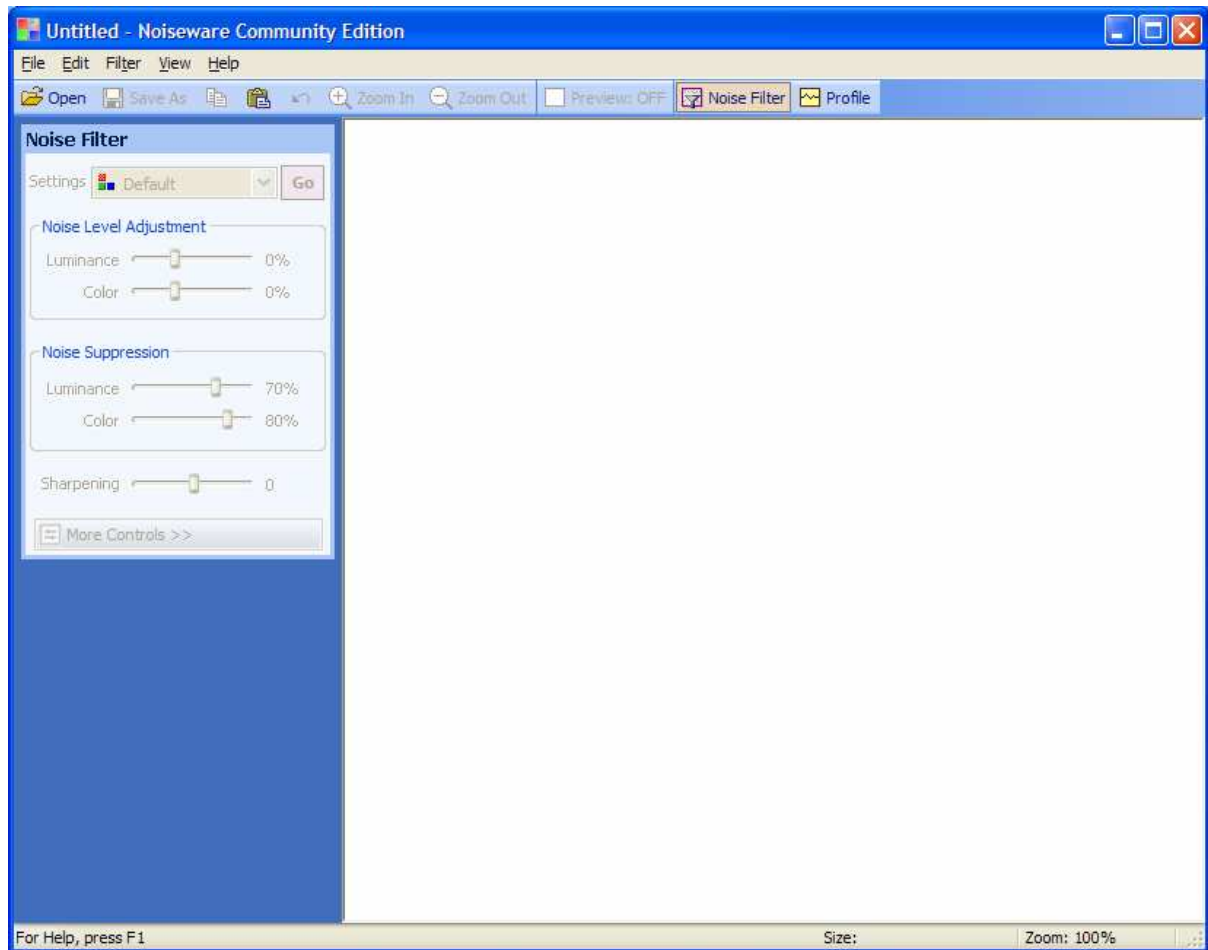 Untitled - Noiseware Community Edition
File Edit Filter View Help
Open Save As Zoom In Zoom Out Preview: OFF Noise Filter Profile
Noise Filter
Settings Default Go
Noise Level Adjustment
Luminance 0%
Color 0%
Noise Suppression
Luminance 70%
Color 80%
Sharpening 0
More Controls >>
For Help, press F1 Size: Zoom: 100%